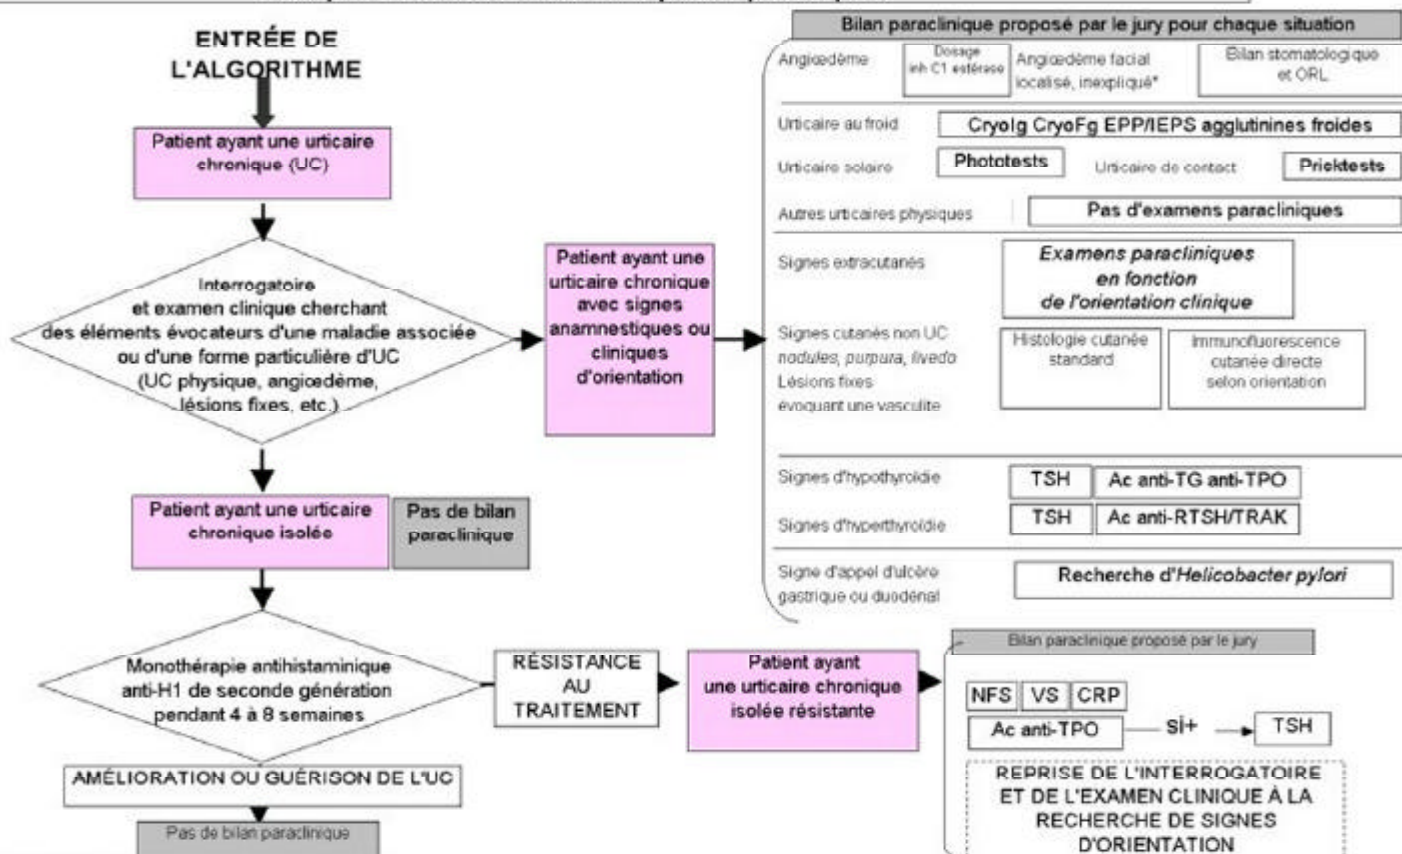 ENTRÉE DE
L'ALGORITHME
Patient ayant une urticaire
chronique (UC)
Interrogatoire
et examen clinique cherchant
des éléments évocateurs d'une maladie associée
ou d'une forme particulière d'UC
(UC physique, angiœdème,
lésions fixes, etc.)
Patient ayant une
urticaire chronique
avec signes
anamnestiques ou
cliniques
d'orientation
Bilan paraclinique proposé par le jury pour chaque situation
Angiœdème
Dosage
inh C1 estérase
Angiœdème facial
localisé, inexpliqué*
Bilan stomatologique
et ORL
Urticaire au froid
CryoIg CryoFg EPP/IEPS agglutinines froides
Urticaire solaire
Phototests
Urticaire de contact
Pricktests
Autres urticaires physiques
Pas d'examens paracliniques
Signes extracutanés
Examens paracliniques
en fonction
de l'orientation clinique
Signes cutanés non UC
nodules, purpura, livedo
Lésions fixes
évoquant une vasculite
Histologie cutanée
standard
Immunofluorescence
cutanée directe
selon orientation
Signes d'hypothyroïdie
TSH
Ac anti-TG anti-TPO
Signes d'hyperthyroïdie
TSH
Ac anti-RTSH/TRAK
Signe d'appel d'ulcère
gastrique ou duodénal
Recherche d'Helicobacter pylori
Patient ayant une urticaire
chronique isolée
Pas de bilan
paraclinique
Monothérapie antihistaminique
anti-H1 de seconde génération
pendant 4 à 8 semaines
RÉSISTANCE
AU
TRAITEMENT
Patient ayant
une urticaire chronique
isolée résistante
Bilan paraclinique proposé par le jury
NFS VS CRP
Ac anti-TPO si+ TSH
REPRISE DE L'INTERROGATOIRE
ET DE L'EXAMEN CLINIQUE À LA
RECHERCHE DE SIGNES
D'ORIENTATION
AMÉLIORATION OU GUÉRISON DE L'UC
Pas de bilan paraclinique